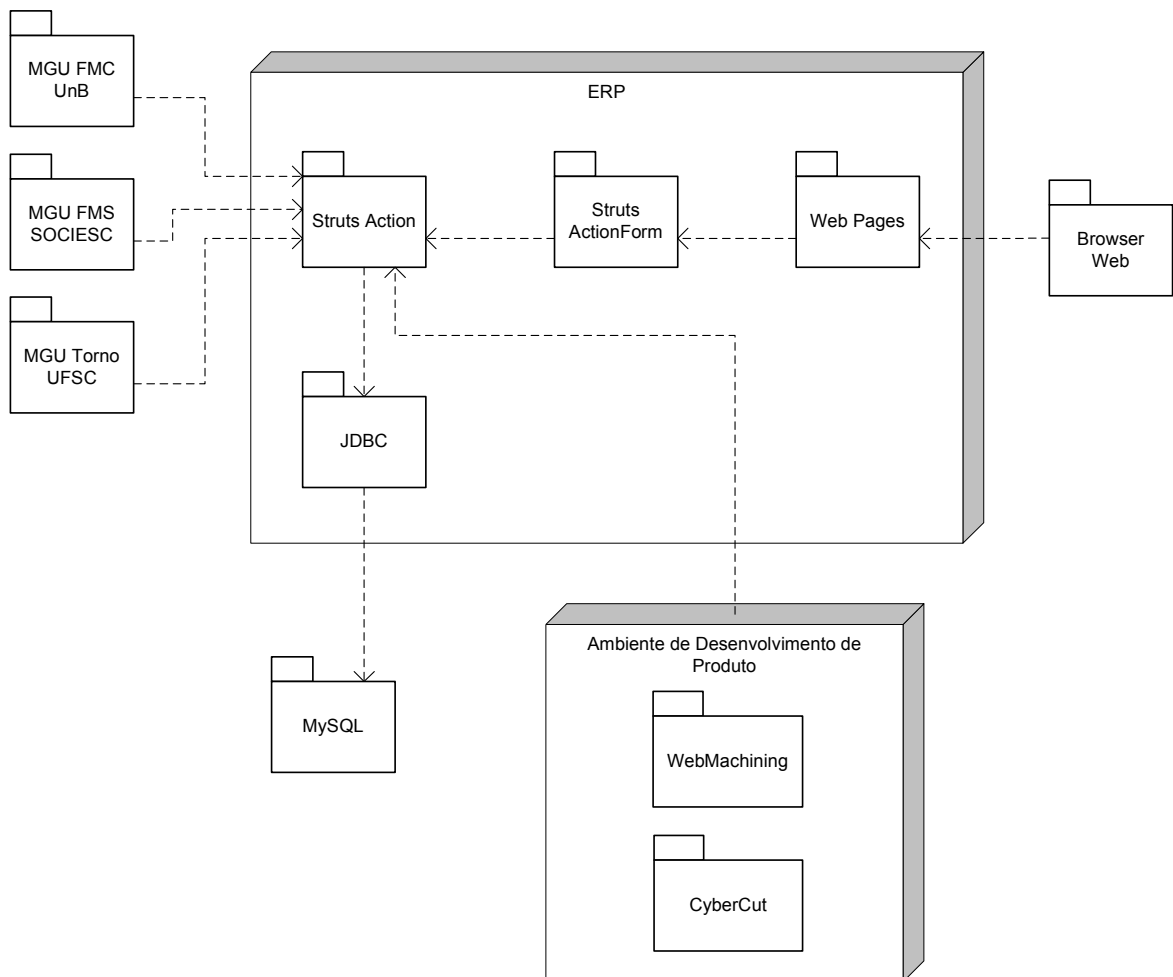 MGU FMC
UnB
ERP
MGU FMS
SOCIESC
Struts Action
Struts
ActionForm
Web Pages
Browser
Web
MGU Torno
UFSC
JDBC
Ambiente de Desenvolvimento de
Produto
MySQL
WebMachining
CyberCut